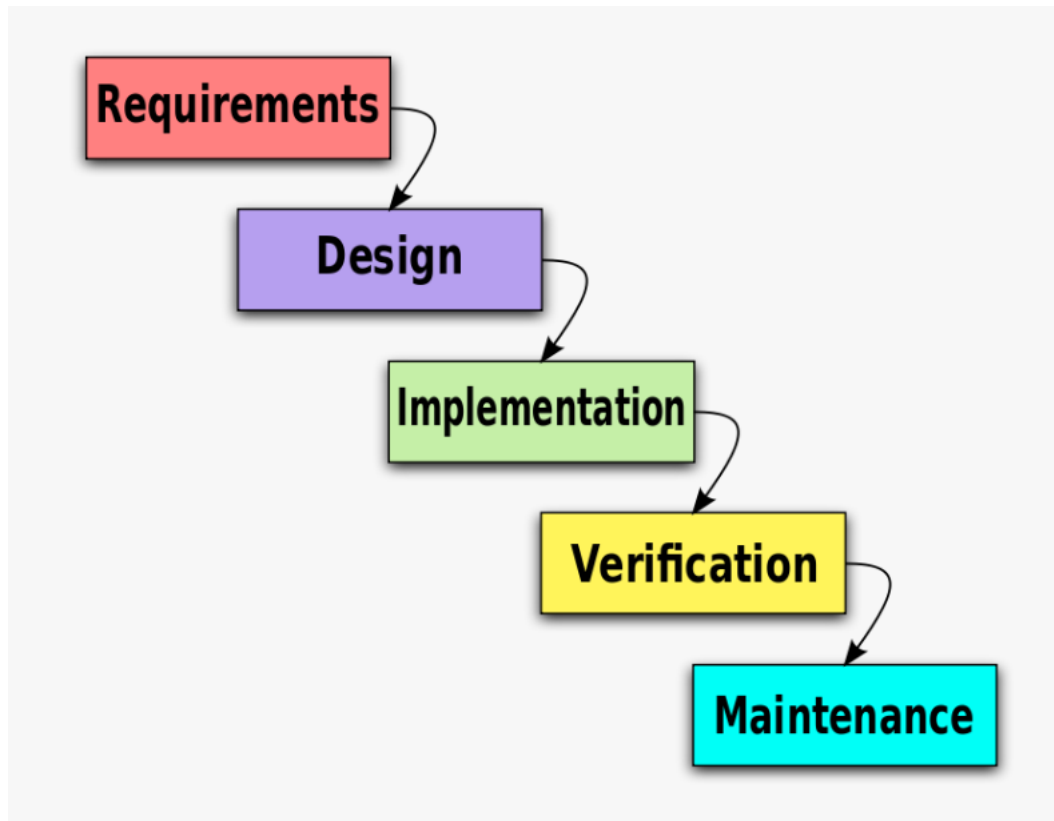 Requirements
Design
Implementation
Verification
Maintenance